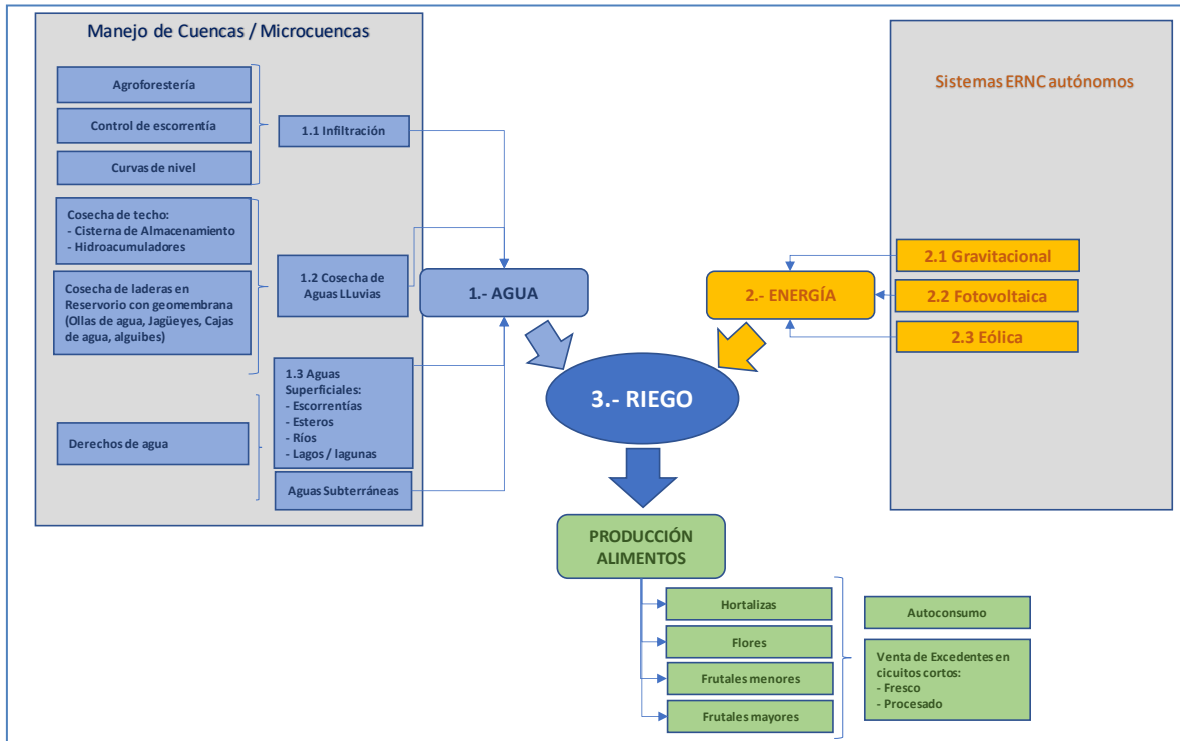 Manejo de Cuencas / Microcuencas
Agroforestería
Control de escorrentía
Curvas de nivel
1.1 Infiltración
Cosecha de techo:
- Cisterna de Almacenamiento
- Hidroacumuladores
Cosecha de laderas en
Reservorio con geomembrana
(Ollas de agua, Jagüeyes, Cajas
de agua, alguibes)
1.2 Cosecha de
Aguas LLuvias
Derechos de agua
1.3 Aguas
Superficiales:
- Escorrentías
- Esteros
- Ríos
- Lagos / lagunas
Aguas Subterráneas
1.- AGUA
2.- ENERGÍA
Sistemas ERNC autónomos
2.1 Gravitacional
2.2 Fotovoltaica
2.3 Eólica
3.- RIEGO
PRODUCCIÓN
ALIMENTOS
Hortalizas
Flores
Frutales menores
Frutales mayores
Autoconsumo
Venta de Excedentes en
cicuitos cortos:
- Fresco
- Procesado